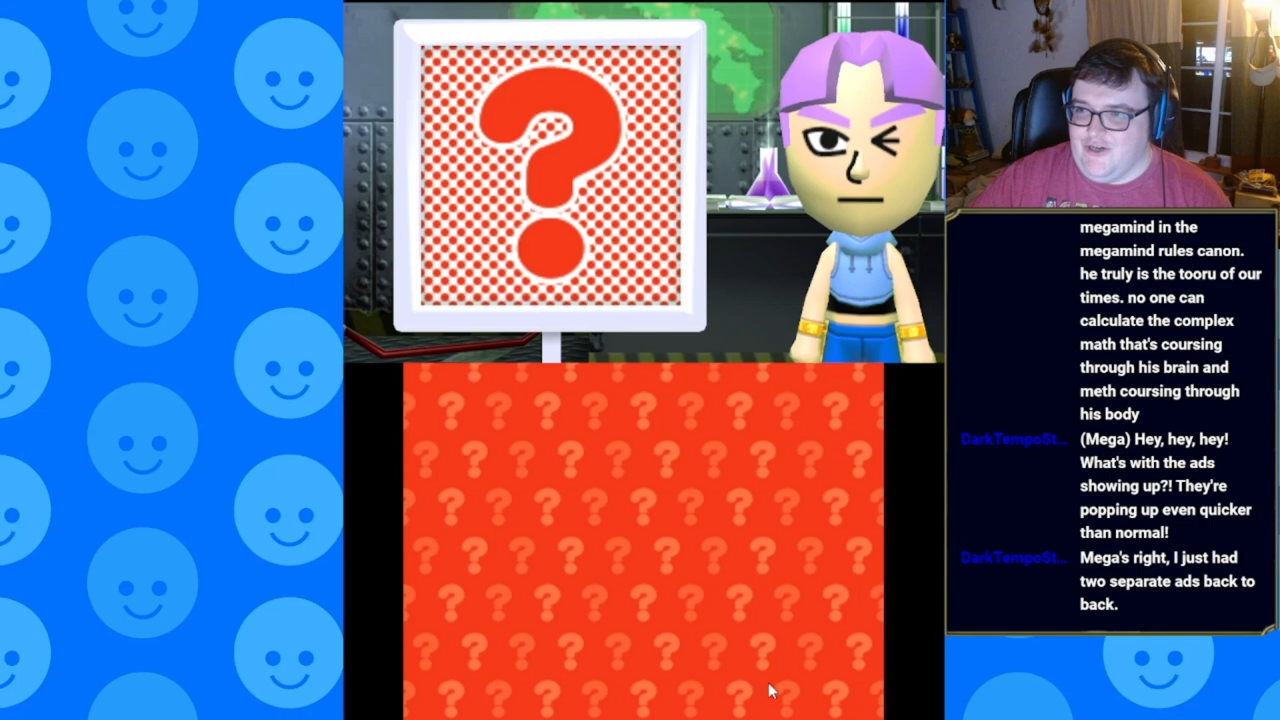 megamind in the
megamind rules canon.
he truly is the tooru of our
times. no one can
calculate the complex
math that's coursing
through his brain and
meth coursing through
his body
DarkTempoSt... (Mega) Hey, hey, hey!
What's with the ads
showing up?! They're
popping up even quicker
than normal!
DarkTempoSt... Mega's right, I just had
two separate ads back to
back.